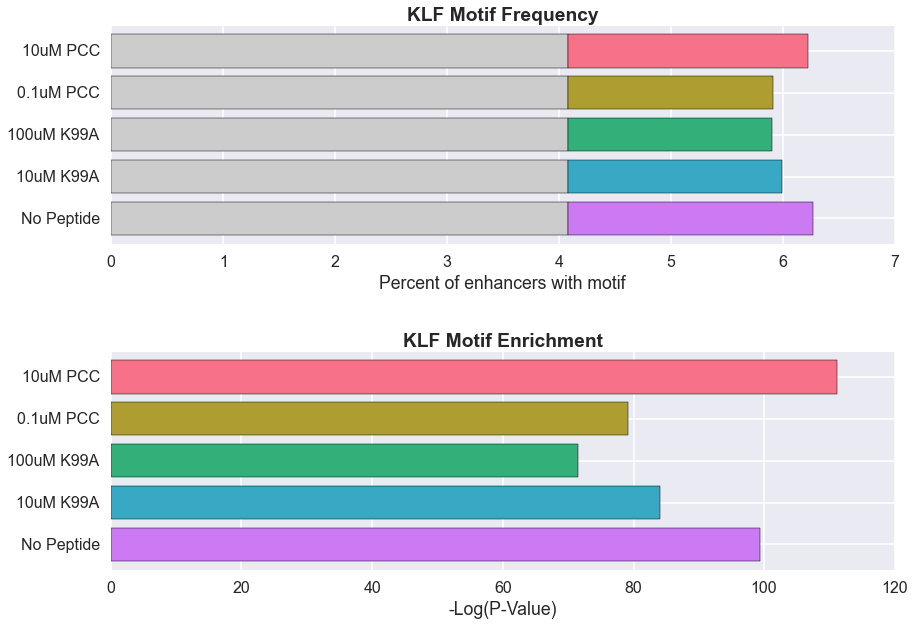 KLF Motif Frequency
10uM PCC
0.1uM PCC
100uM K99A
10uM K99A
No Peptide
0 1 2 3 4 5 6 7
Percent of enhancers with motif
KLF Motif Enrichment
10uM PCC
0.1uM PCC
100uM K99A
10uM K99A
No Peptide
0 20 40 60 80 100 120
-Log(P-Value)